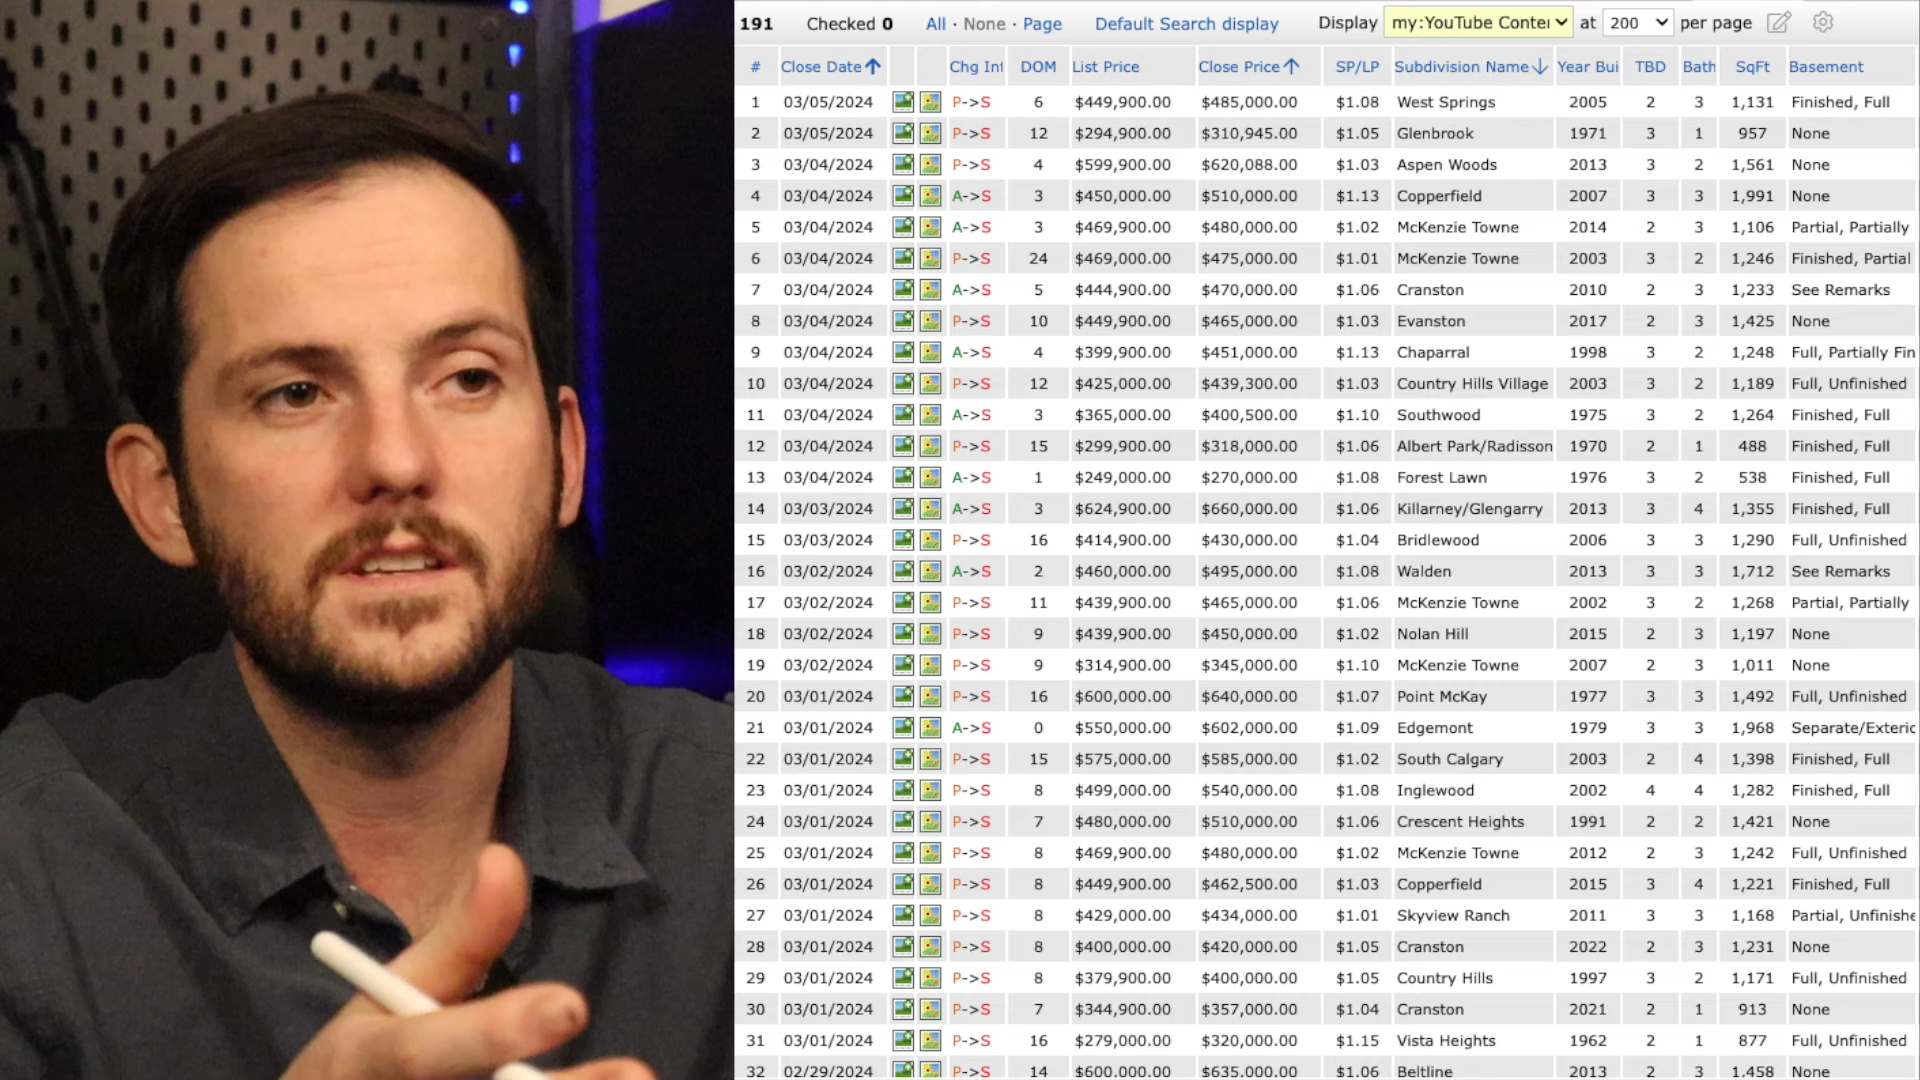 191 Checked 0 All · None · Page Default Search display Display my:YouTube Conte at 200 per page
# Close Date Chg Inf DOM List Price Close Price SP/LP Subdivision Name Year Bui TBD Bath SqFt Basement
1 03/05/2024 P->S 6 $449,900.00 $485,000.00 $1.08 West Springs 2005 2 3 1,131 Finished, Full
2 03/05/2024 P->S 12 $294,900.00 $310,945.00 $1.05 Glenbrook 1971 3 1 957 None
3 03/04/2024 P->S 4 $599,900.00 $620,088.00 $1.03 Aspen Woods 2013 3 2 1,561 None
4 03/04/2024 A->S 3 $450,000.00 $510,000.00 $1.13 Copperfield 2007 3 3 1,991 None
5 03/04/2024 A->S 3 $469,900.00 $480,000.00 $1.02 McKenzie Towne 2014 2 3 1,106 Partial, Partially
6 03/04/2024 P->S 24 $469,000.00 $475,000.00 $1.01 McKenzie Towne 2003 3 2 1,246 Finished, Partial
7 03/04/2024 A->S 5 $444,900.00 $470,000.00 $1.06 Cranston 2010 2 3 1,233 See Remarks
8 03/04/2024 P->S 10 $449,900.00 $465,000.00 $1.03 Evanston 2017 2 3 1,425 None
9 03/04/2024 A->S 4 $399,900.00 $451,000.00 $1.13 Chaparral 1998 3 2 1,248 Full, Partially Fin
10 03/04/2024 P->S 12 $425,000.00 $439,300.00 $1.03 Country Hills Village 2003 3 2 1,189 Full, Unfinished
11 03/04/2024 A->S 3 $365,000.00 $400,500.00 $1.10 Southwood 1975 3 2 1,264 Finished, Full
12 03/04/2024 P->S 15 $299,900.00 $318,000.00 $1.06 Albert Park/Radisson 1970 2 1 488 Finished, Full
13 03/04/2024 A->S 1 $249,000.00 $270,000.00 $1.08 Forest Lawn 1976 3 2 538 Finished, Full
14 03/03/2024 A->S 3 $624,900.00 $660,000.00 $1.06 Killarney/Glengarry 2013 3 4 1,355 Finished, Full
15 03/03/2024 P->S 16 $414,900.00 $430,000.00 $1.04 Bridlewood 2006 3 3 1,290 Full, Unfinished
16 03/02/2024 A->S 2 $460,000.00 $495,000.00 $1.08 Walden 2013 3 3 1,712 See Remarks
17 03/02/2024 P->S 11 $439,900.00 $465,000.00 $1.06 McKenzie Towne 2002 3 2 1,268 Partial, Partially
18 03/02/2024 P->S 9 $439,900.00 $450,000.00 $1.02 Nolan Hill 2015 2 3 1,197 None
19 03/02/2024 P->S 9 $314,900.00 $345,000.00 $1.10 McKenzie Towne 2007 2 3 1,011 None
20 03/01/2024 P->S 16 $600,000.00 $640,000.00 $1.07 Point McKay 1977 3 3 1,492 Full, Unfinished
21 03/01/2024 A->S 0 $550,000.00 $602,000.00 $1.09 Edgemont 1979 3 3 1,968 Separate/Exteric
22 03/01/2024 P->S 15 $575,000.00 $585,000.00 $1.02 South Calgary 2003 2 4 1,398 Finished, Full
23 03/01/2024 P->S 8 $499,000.00 $540,000.00 $1.08 Inglewood 2002 4 4 1,282 Finished, Full
24 03/01/2024 P->S 7 $480,000.00 $510,000.00 $1.06 Crescent Heights 1991 2 2 1,421 None
25 03/01/2024 P->S 8 $469,900.00 $480,000.00 $1.02 McKenzie Towne 2012 2 3 1,242 Full, Unfinished
26 03/01/2024 P->S 8 $449,900.00 $462,500.00 $1.03 Copperfield 2015 3 4 1,221 Finished, Full
27 03/01/2024 P->S 8 $429,000.00 $434,000.00 $1.01 Skyview Ranch 2011 3 3 1,168 Partial, Unfinishe
28 03/01/2024 P->S 8 $400,000.00 $420,000.00 $1.05 Cranston 2022 2 3 1,231 None
29 03/01/2024 P->S 8 $379,900.00 $400,000.00 $1.05 Country Hills 1997 3 2 1,171 Full, Unfinished
30 03/01/2024 P->S 7 $344,900.00 $357,000.00 $1.04 Cranston 2021 2 1 913 None
31 03/01/2024 P->S 16 $279,000.00 $320,000.00 $1.15 Vista Heights 1962 2 1 877 Full, Unfinished
32 02/29/2024 P->S 14 $600,000.00 $635,000.00 $1.06 Beltline 2013 2 3 1,458 None